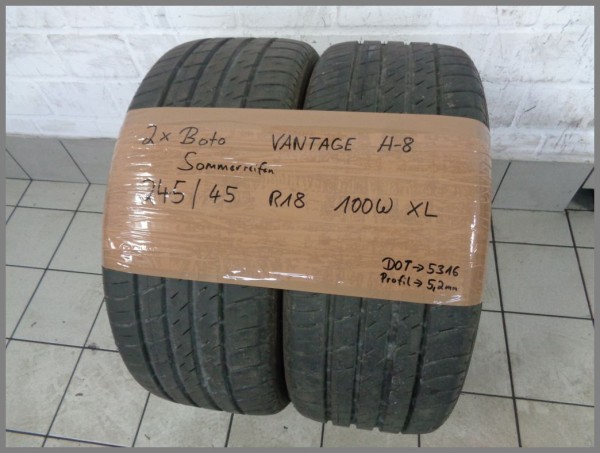 2x Boto VANTAGE H-8
Sommerreifen
245/45 R18 100W XL
DOT→5316
Profil→5,2mm